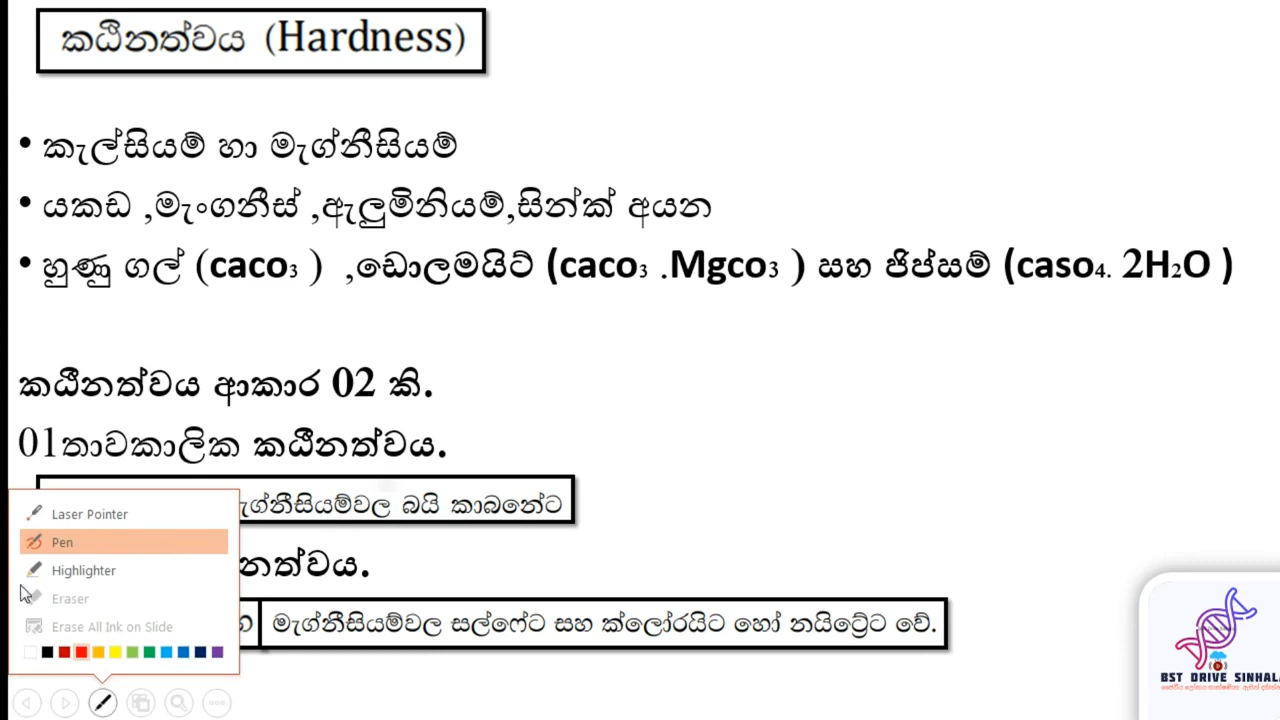 කඨිනත්වය (Hardness)
• කැල්සියම් හා මැග්නීසියම්
• යකඩ ,මැංගනීස් ,ඇලුමිනියම්,සින්ක් අයන
• හුණු ගල් (caco₃ ) ,ඩොලමයිට් (caco₃ .Mgco₃ ) සහ ජිප්සම් (caso₄. 2H₂O )
කඨීනත්වය ආකාර 02 කි.
01තාවකාලික කඨීනත්වය.
මැග්නීසියම්වල බයි කාබනේට
නත්වය.
මැග්නීසියම්වල සල්ෆේට සහ ක්ලෝරයිට හෝ නයිට්‍රේට වේ.
Laser Pointer
Pen
Highlighter
Eraser
Erase All Ink on Slide
BST DRIVE SINHALA